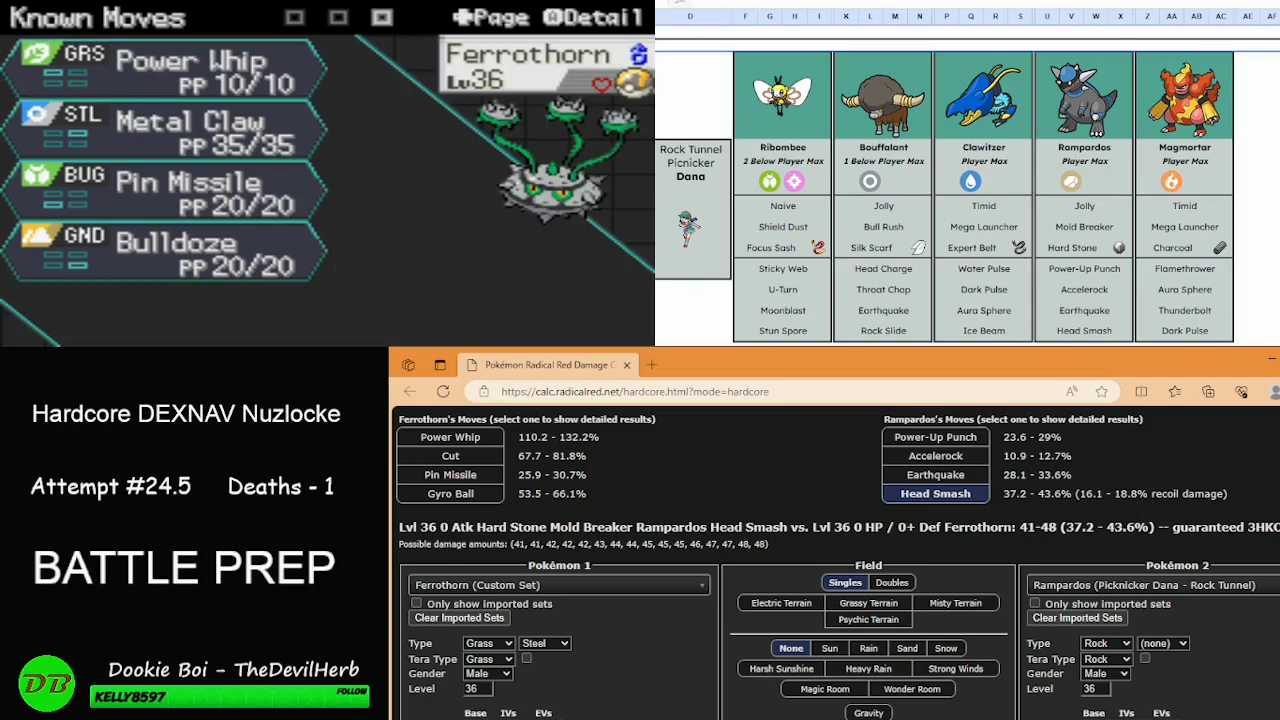 Known Moves
Page Detail
GRS Power Whip
PP 10/10
STL Metal Claw
PP 35/35
BUG Pin Missile
PP 20/20
GND Bulldoze
PP 20/20
Ferrothorn
Lv36
D F G H I K L M N P Q R S U V W X Z AA AB AC AE AF
Rock Tunnel
Picnicker
Dana
Ribombee Bouffalant Clawitzer Rampardos Magmortar
2 Below Player Max 1 Below Player Max Player Max Player Max Player Max
Naive Jolly Timid Jolly Timid
Shield Dust Bull Rush Mega Launcher Mold Breaker Mega Launcher
Focus Sash Silk Scarf Expert Belt Hard Stone Charcoal
Sticky Web Head Charge Water Pulse Power-Up Punch Flamethrower
U-Turn Throat Chop Dark Pulse Accelerock Aura Sphere
Moonblast Earthquake Aura Sphere Earthquake Thunderbolt
Stun Spore Rock Slide Ice Beam Head Smash Dark Pulse
Hardcore DEXNAV Nuzlocke
Attempt #24.5 Deaths - 1
BATTLE PREP
DB
Dookie Boi - TheDevilHerb
KELLY8597 FOLLOW
Pokémon Radical Red Damage C
https://calc.radicalred.net/hardcore.html?mode=hardcore
Ferrothorn's Moves (select one to show detailed results)
Power Whip 110.2 - 132.2%
Cut 67.7 - 81.8%
Pin Missile 25.9 - 30.7%
Gyro Ball 53.5 - 66.1%
Rampardos's Moves (select one to show detailed results)
Power-Up Punch 23.6 - 29%
Accelerock 10.9 - 12.7%
Earthquake 28.1 - 33.6%
Head Smash 37.2 - 43.6% (16.1 - 18.8% recoil damage)
Lvl 36 0 Atk Hard Stone Mold Breaker Rampardos Head Smash vs. Lvl 36 0 HP / 0+ Def Ferrothorn: 41-48 (37.2 - 43.6%) -- guaranteed 3HKO
Possible damage amounts: (41, 41, 42, 42, 42, 43, 44, 44, 45, 45, 45, 46, 47, 47, 48, 48)
Pokémon 1
Ferrothorn (Custom Set)
Only show imported sets
Clear Imported Sets
Type Grass Steel
Tera Type Grass
Gender Male
Level 36
Base IVs EVs
Field
Singles Doubles
Electric Terrain Grassy Terrain Misty Terrain
Psychic Terrain
None Sun Rain Sand Snow
Harsh Sunshine Heavy Rain Strong Winds
Magic Room Wonder Room
Gravity
Pokémon 2
Rampardos (Picknicker Dana - Rock Tunnel)
Only show imported sets
Clear Imported Sets
Type Rock (none)
Tera Type Rock
Gender Male
Level 36
Base IVs EVs